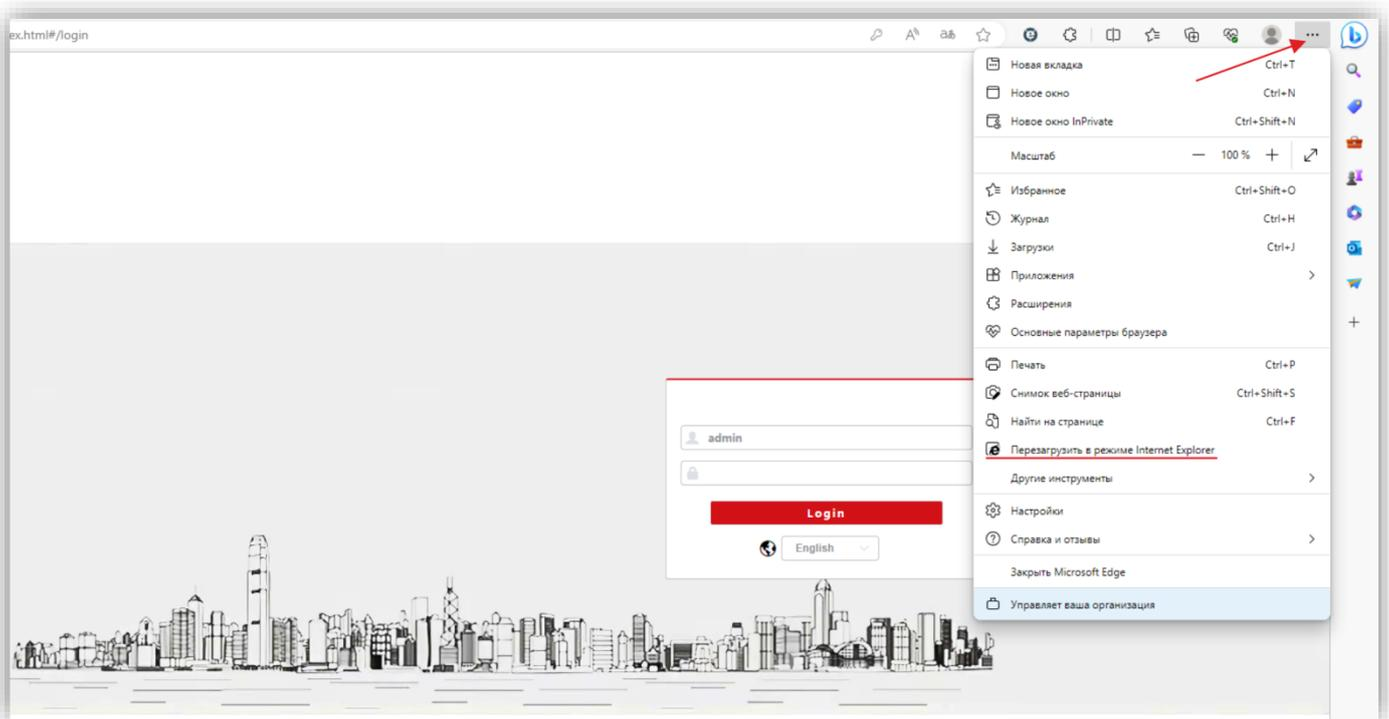 ex.html#/login
Новая вкладка Ctrl+T
Новое окно Ctrl+N
Новое окно InPrivate Ctrl+Shift+N
Масштаб — 100 % +
Избранное Ctrl+Shift+O
Журнал Ctrl+H
Загрузки Ctrl+J
Приложения
Расширения
Основные параметры браузера
Печать Ctrl+P
Снимок веб-страницы Ctrl+Shift+S
Найти на странице Ctrl+F
Перезагрузить в режиме Internet Explorer
Другие инструменты
Настройки
Справка и отзывы
Закрыть Microsoft Edge
Управляет ваша организация
admin
Login
English